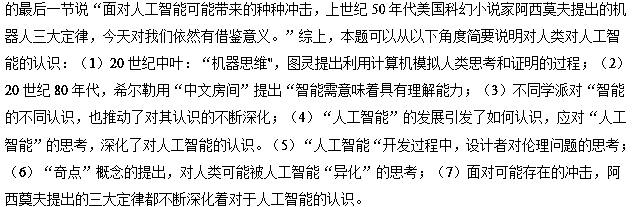 的最后一节说“面对人工智能可能带来的种种冲击，上世纪50年代美国科幻小说家阿西莫夫提出的机
器人三大定律，今天对我们依然有借鉴意义。”综上，本题可以从以下角度简要说明对人类对人工智
能的认识：（1）20世纪中叶：“机器思维"，图灵提出利用计算机模拟人类思考和证明的过程；（2）
20世纪80年代，希尔勒用“中文房间”提出“智能需意味着具有理解能力；（3）不同学派对“智能
的不同认识，也推动了对其认识的不断深化；（4）“人工智能”的发展引发了如何认识，应对“人工
智能”的思考，深化了对人工智能的认识。（5）“人工智能“开发过程中，设计者对伦理问题的思考；
（6）“奇点”概念的提出，对人类可能被人工智能“异化”的思考；（7）面对可能存在的冲击，阿
西莫夫提出的三大定律都不断深化着对于人工智能的认识。